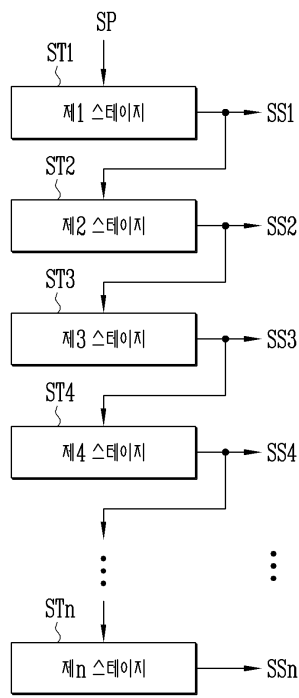 SP
ST1
제1 스테이지
SS1
ST2
제2 스테이지
SS2
ST3
제3 스테이지
SS3
ST4
제4 스테이지
SS4
STn
제n 스테이지
SSn